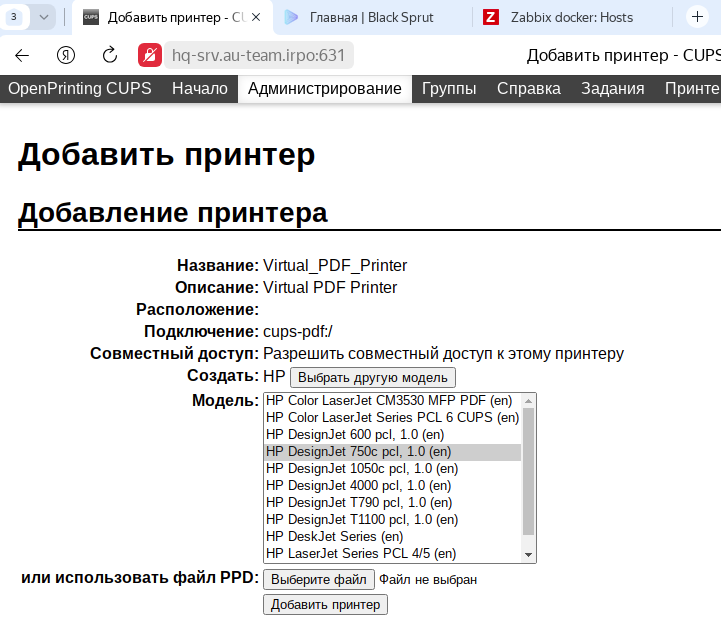 3
Добавить принтер - CU
Главная | Black Sprut
Zabbix docker: Hosts
hq-srv.au-team.irpo:631
Добавить принтер - CUPS
OpenPrinting CUPS Начало Администрирование Группы Справка Задания Принте
Добавить принтер
Добавление принтера
Название: Virtual_PDF_Printer
Описание: Virtual PDF Printer
Расположение:
Подключение: cups-pdf:/
Совместный доступ: Разрешить совместный доступ к этому принтеру
Создать: HP Выбрать другую модель
Модель: HP Color LaserJet CM3530 MFP PDF (en)
HP Color LaserJet Series PCL 6 CUPS (en)
HP DesignJet 600 pcl, 1.0 (en)
HP DesignJet 750c pcl, 1.0 (en)
HP DesignJet 1050c pcl, 1.0 (en)
HP DesignJet 4000 pcl, 1.0 (en)
HP DesignJet T790 pcl, 1.0 (en)
HP DesignJet T1100 pcl, 1.0 (en)
HP DeskJet Series (en)
HP LaserJet Series PCL 4/5 (en)
или использовать файл PPD: Выберите файл Файл не выбран
Добавить принтер